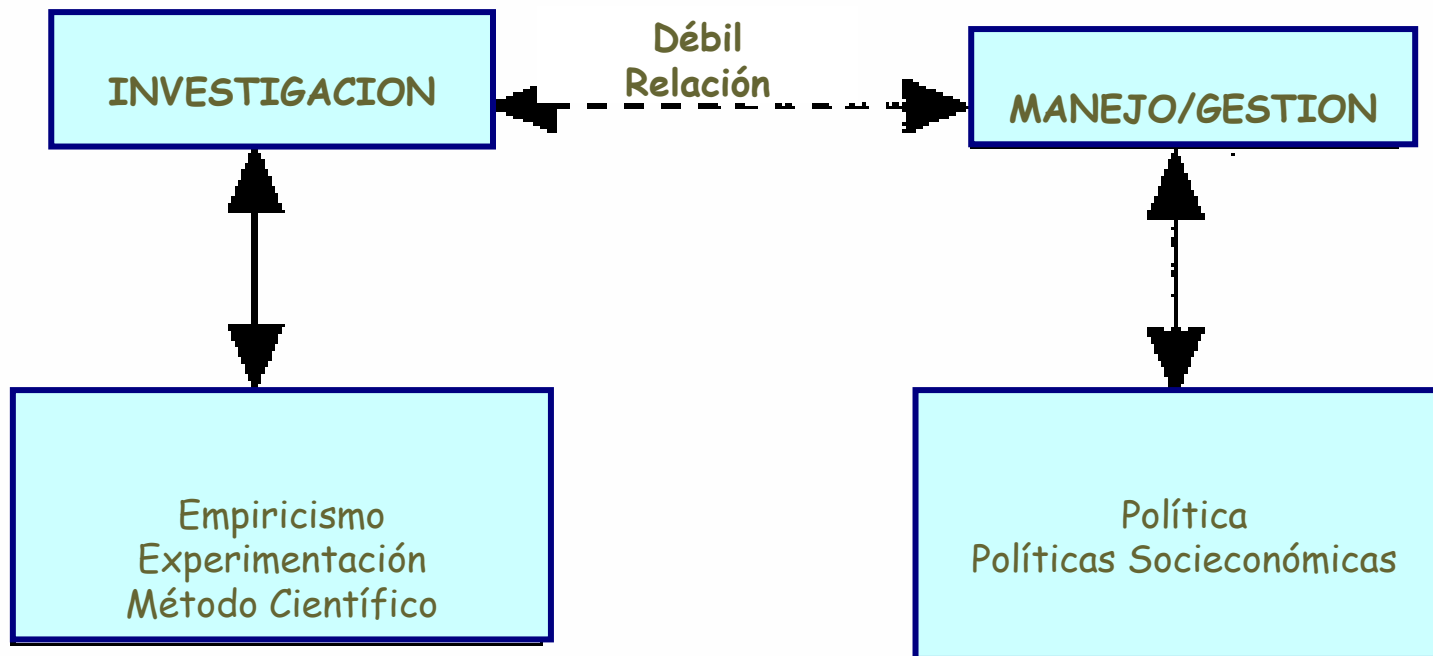 Débil
Relación
INVESTIGACION
MANEJO/GESTION
Empiricismo
Experimentación
Método Científico
Política
Políticas Socieconómicas